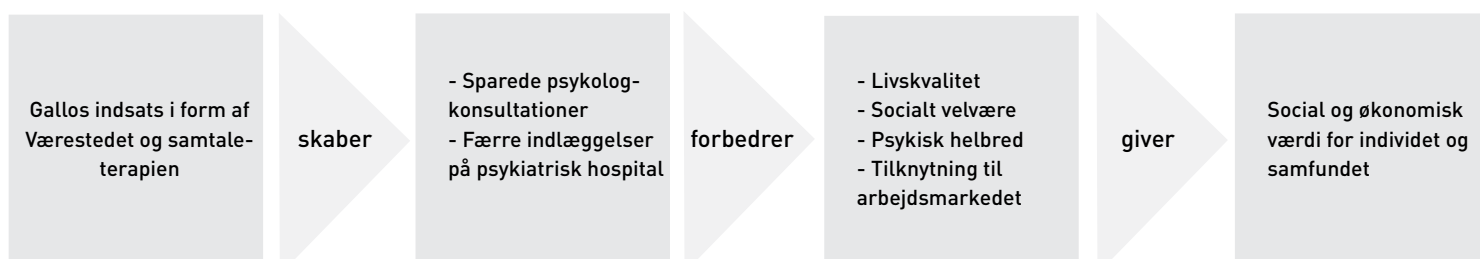 Gallos indsats i form af
Værestedet og samtale-
terapien
skaber
- Sparede psykolog-
konsultationer
- Færre indlæggelser
på psykiatrisk hospital
forbedrer
- Livskvalitet
- Socialt velvære
- Psykisk helbred
- Tilknytning til
arbejdsmarkedet
giver
Social og økonomisk
værdi for individet og
samfundet